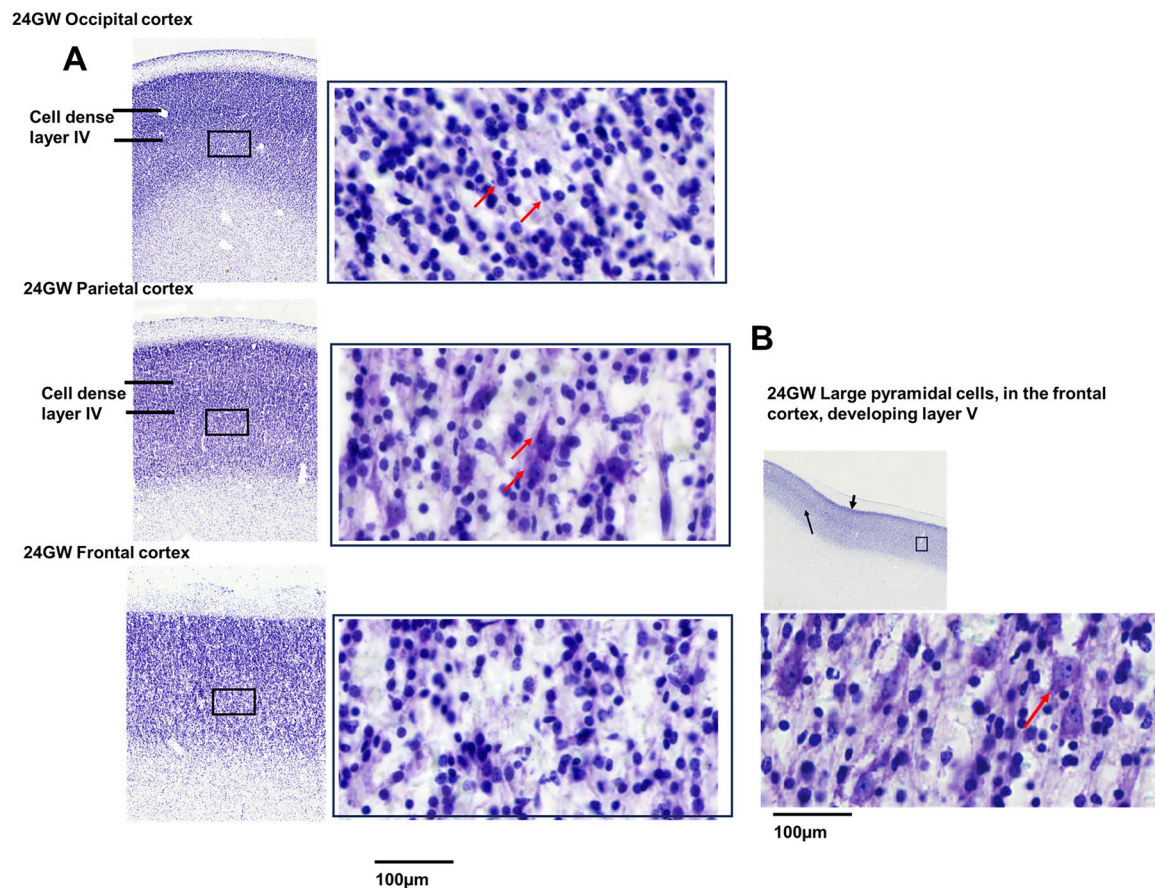 24GW Occipital cortex
A
Cell dense
layer IV
24GW Parietal cortex
Cell dense
layer IV
24GW Frontal cortex
100µm
B
24GW Large pyramidal cells, in the frontal
cortex, developing layer V
100µm